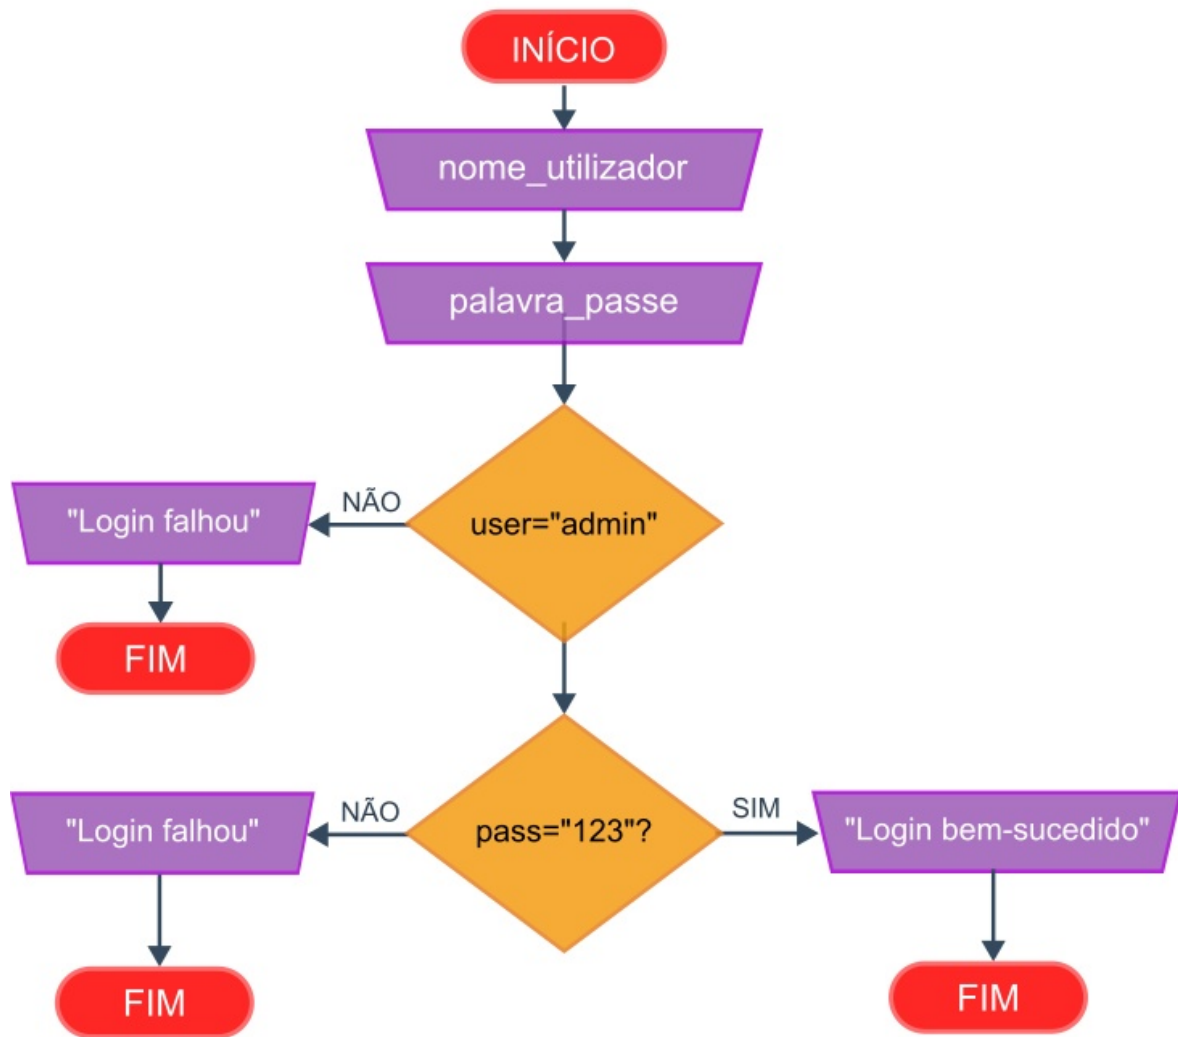 INÍCIO
nome_utilizador
palavra_passe
user="admin"
NÃO
"Login falhou"
FIM
pass="123"?
NÃO
"Login falhou"
FIM
SIM
"Login bem-sucedido"
FIM